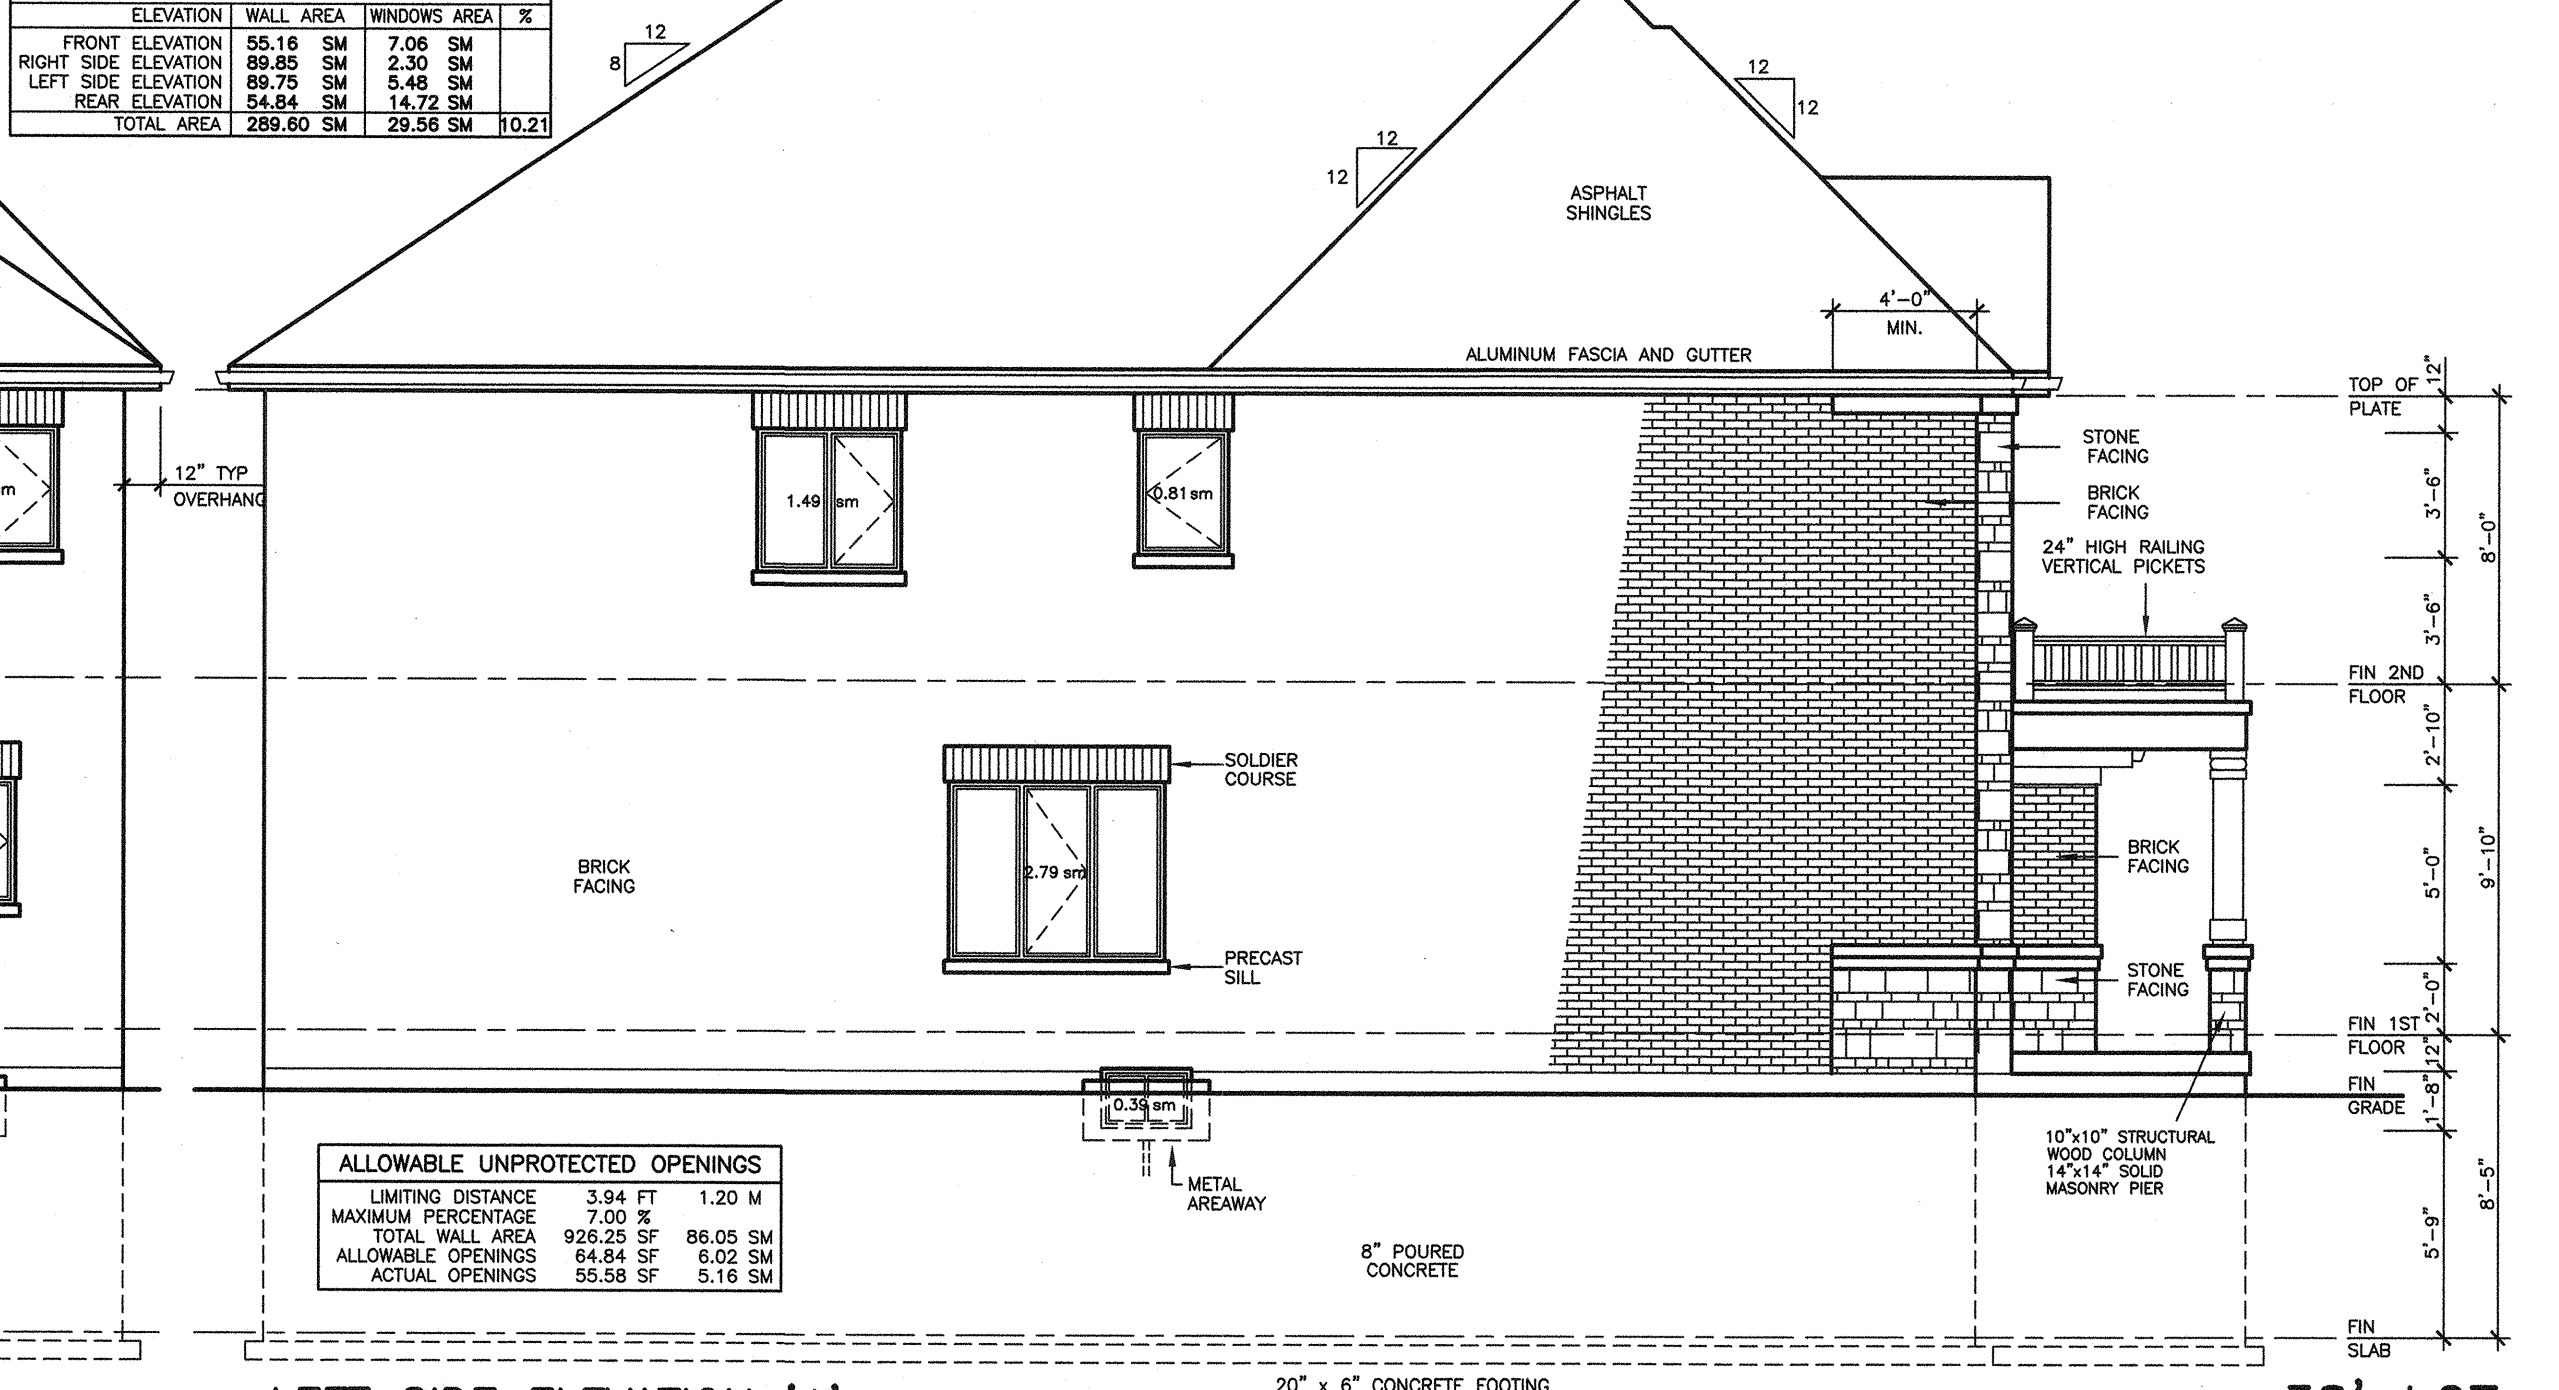 ELEVATION WALL AREA WINDOWS AREA %
FRONT ELEVATION 55.16 SM 7.06 SM
RIGHT SIDE ELEVATION 89.85 SM 2.30 SM
LEFT SIDE ELEVATION 89.75 SM 5.48 SM
REAR ELEVATION 54.84 SM 14.72 SM
TOTAL AREA 289.60 SM 29.56 SM 10.21
12
8
12
12
12
12
ASPHALT
SHINGLES
4'-0"
MIN.
ALUMINUM FASCIA AND GUTTER
12" TYP
OVERHANG
m
1.49 sm
0.81 sm
TOP OF
PLATE
12"
STONE
FACING
BRICK
FACING
3'-6"
8'-0"
24" HIGH RAILING
VERTICAL PICKETS
3'-6"
FIN 2ND
FLOOR
2'-10"
SOLDIER
COURSE
BRICK
FACING
2.79 sm
BRICK
FACING
5'-0"
9'-10"
PRECAST
SILL
STONE
FACING
2'-0"
FIN 1ST
FLOOR
12"
FIN
GRADE
1'-8"
0.39 sm
METAL
AREAWAY
10"x10" STRUCTURAL
WOOD COLUMN
14"x14" SOLID
MASONRY PIER
8'-5"
5'-9"
ALLOWABLE UNPROTECTED OPENINGS
LIMITING DISTANCE 3.94 FT 1.20 M
MAXIMUM PERCENTAGE 7.00 %
TOTAL WALL AREA 926.25 SF 86.05 SM
ALLOWABLE OPENINGS 64.84 SF 6.02 SM
ACTUAL OPENINGS 55.58 SF 5.16 SM
8" POURED
CONCRETE
FIN
SLAB
20" x 6" CONCRETE FOOTING
LEFT SIDE ELEVATION